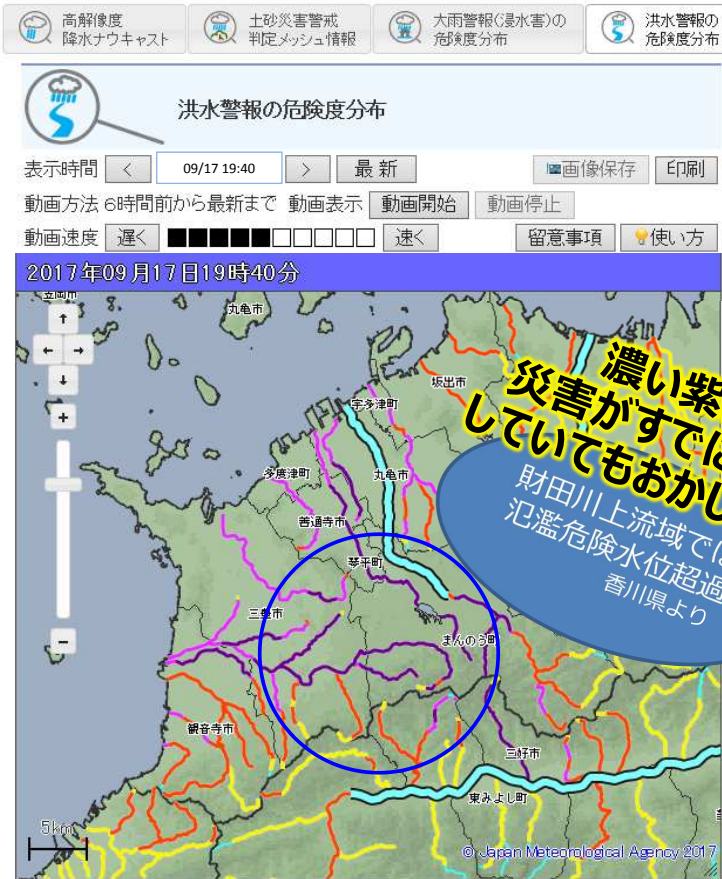 高解像度
降水ナウキャスト
土砂災害警戒
判定メッシュ情報
大雨警報(浸水害)の
危険度分布
洪水警報の
危険度分布
洪水警報の危険度分布
表示時間 < 09/17 19:40 > 最新 画像保存 印刷
動画方法 6時間前から最新まで 動画表示 動画開始 動画停止
動画速度 遅く 速く 留意事項 使い方
2017年09月17日19時40分
笠岡市
丸亀市
坂出市
宇多津町
多度津町
丸亀市
善通寺市
琴平町
三豊市
まんのう町
観音寺市
三好市
東みよし町
濃い紫
災害がすでに
していてもおかし
財田川上流域では
氾濫危険水位超過
香川県より
5km
© Japan Meteorological Agency 2017